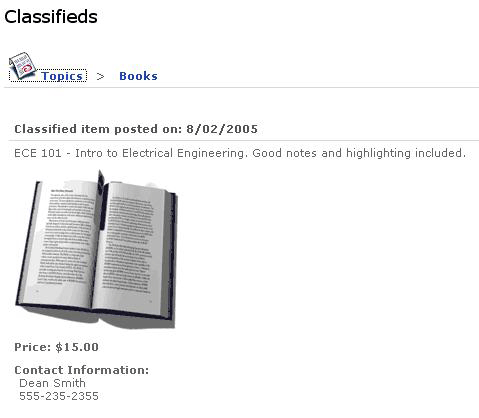 Classifieds
Topics > Books
Classified item posted on: 8/02/2005
ECE 101 - Intro to Electrical Engineering. Good notes and highlighting included.
Price: $15.00
Contact Information:
Dean Smith
555-235-2355